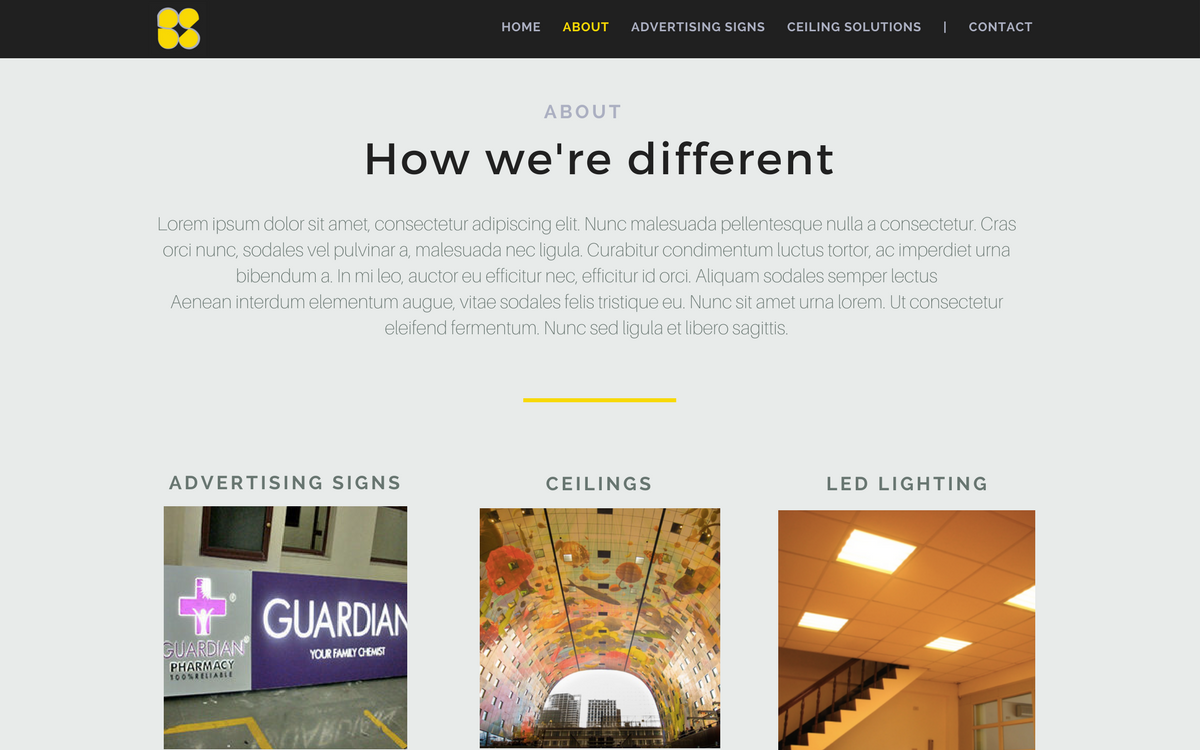 HOME ABOUT ADVERTISING SIGNS CEILING SOLUTIONS | CONTACT
ABOUT
How we're different
Lorem ipsum dolor sit amet, consectetur adipiscing elit. Nunc malesuada pellentesque nulla a consectetur. Cras
orci nunc, sodales vel pulvinar a, malesuada nec ligula. Curabitur condimentum luctus tortor, ac imperdiet urna
bibendum a. In mi leo, auctor eu efficitur nec, efficitur id orci. Aliquam sodales semper lectus
Aenean interdum elementum augue, vitae sodales felis tristique eu. Nunc sit amet urna lorem. Ut consectetur
eleifend fermentum. Nunc sed ligula et libero sagittis.
ADVERTISING SIGNS
CEILINGS
LED LIGHTING
®
GUARDIAN®
PHARMACY
100% RELIABLE
GUARDIAN
YOUR FAMILY CHEMIST